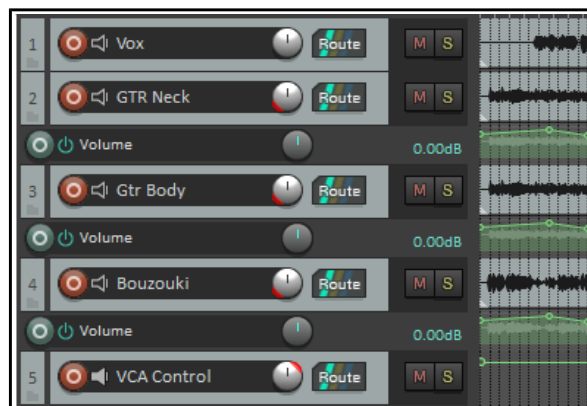 1 Vox Route M S
2 GTR Neck Route M S
Volume 0.00dB
3 Gtr Body Route M S
Volume 0.00dB
4 Bouzouki Route M S
Volume 0.00dB
5 VCA Control Route M S